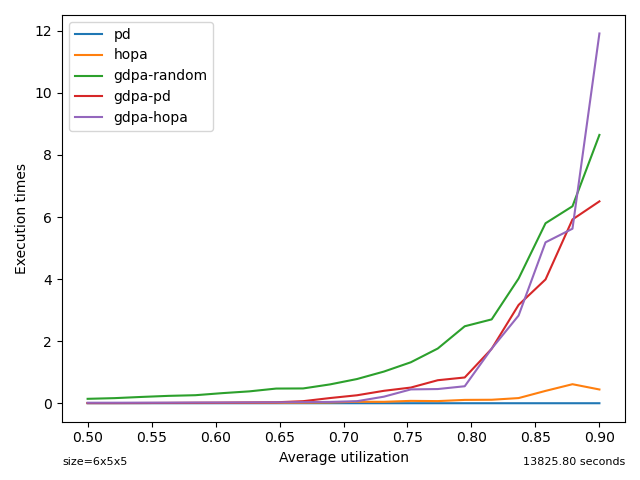 pd
hopa
gdpa-random
gdpa-pd
gdpa-hopa
12
10
8
6
4
2
0
Execution times
0.50 0.55 0.60 0.65 0.70 0.75 0.80 0.85 0.90
Average utilization
size=6x5x5
13825.80 seconds